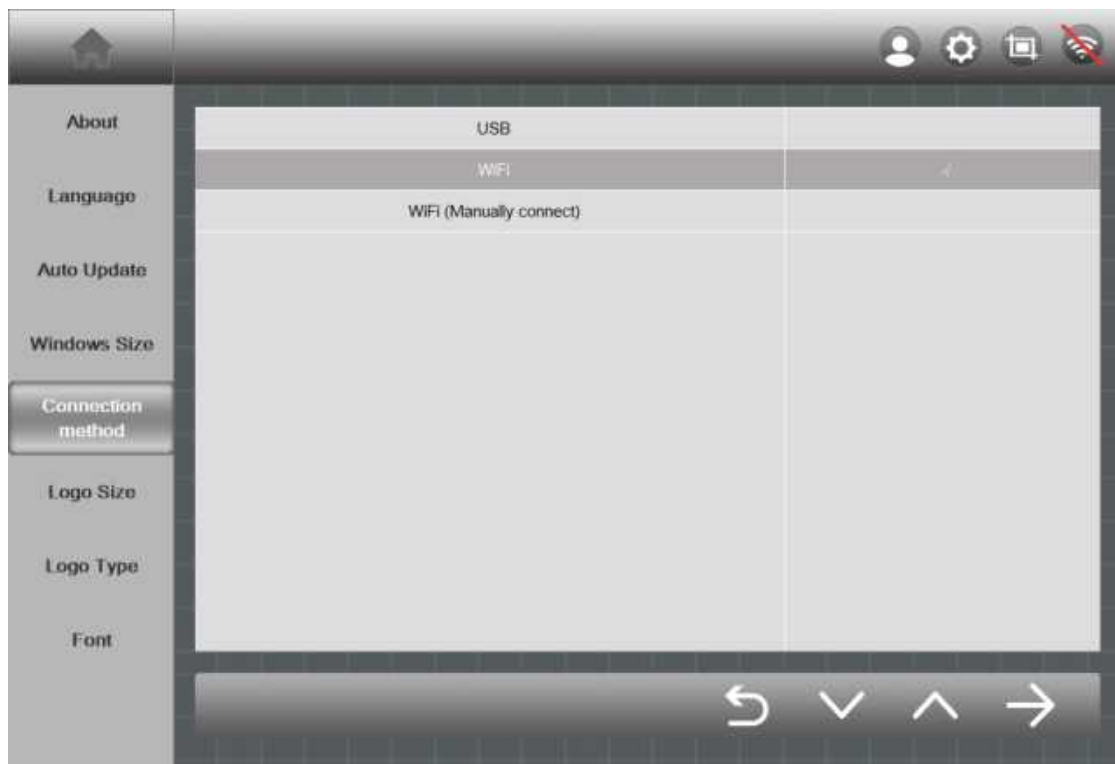 About
Language
Auto Update
Windows Size
Connection
method
Logo Size
Logo Type
Font
USB
WiFi
√
WiFi (Manually connect)